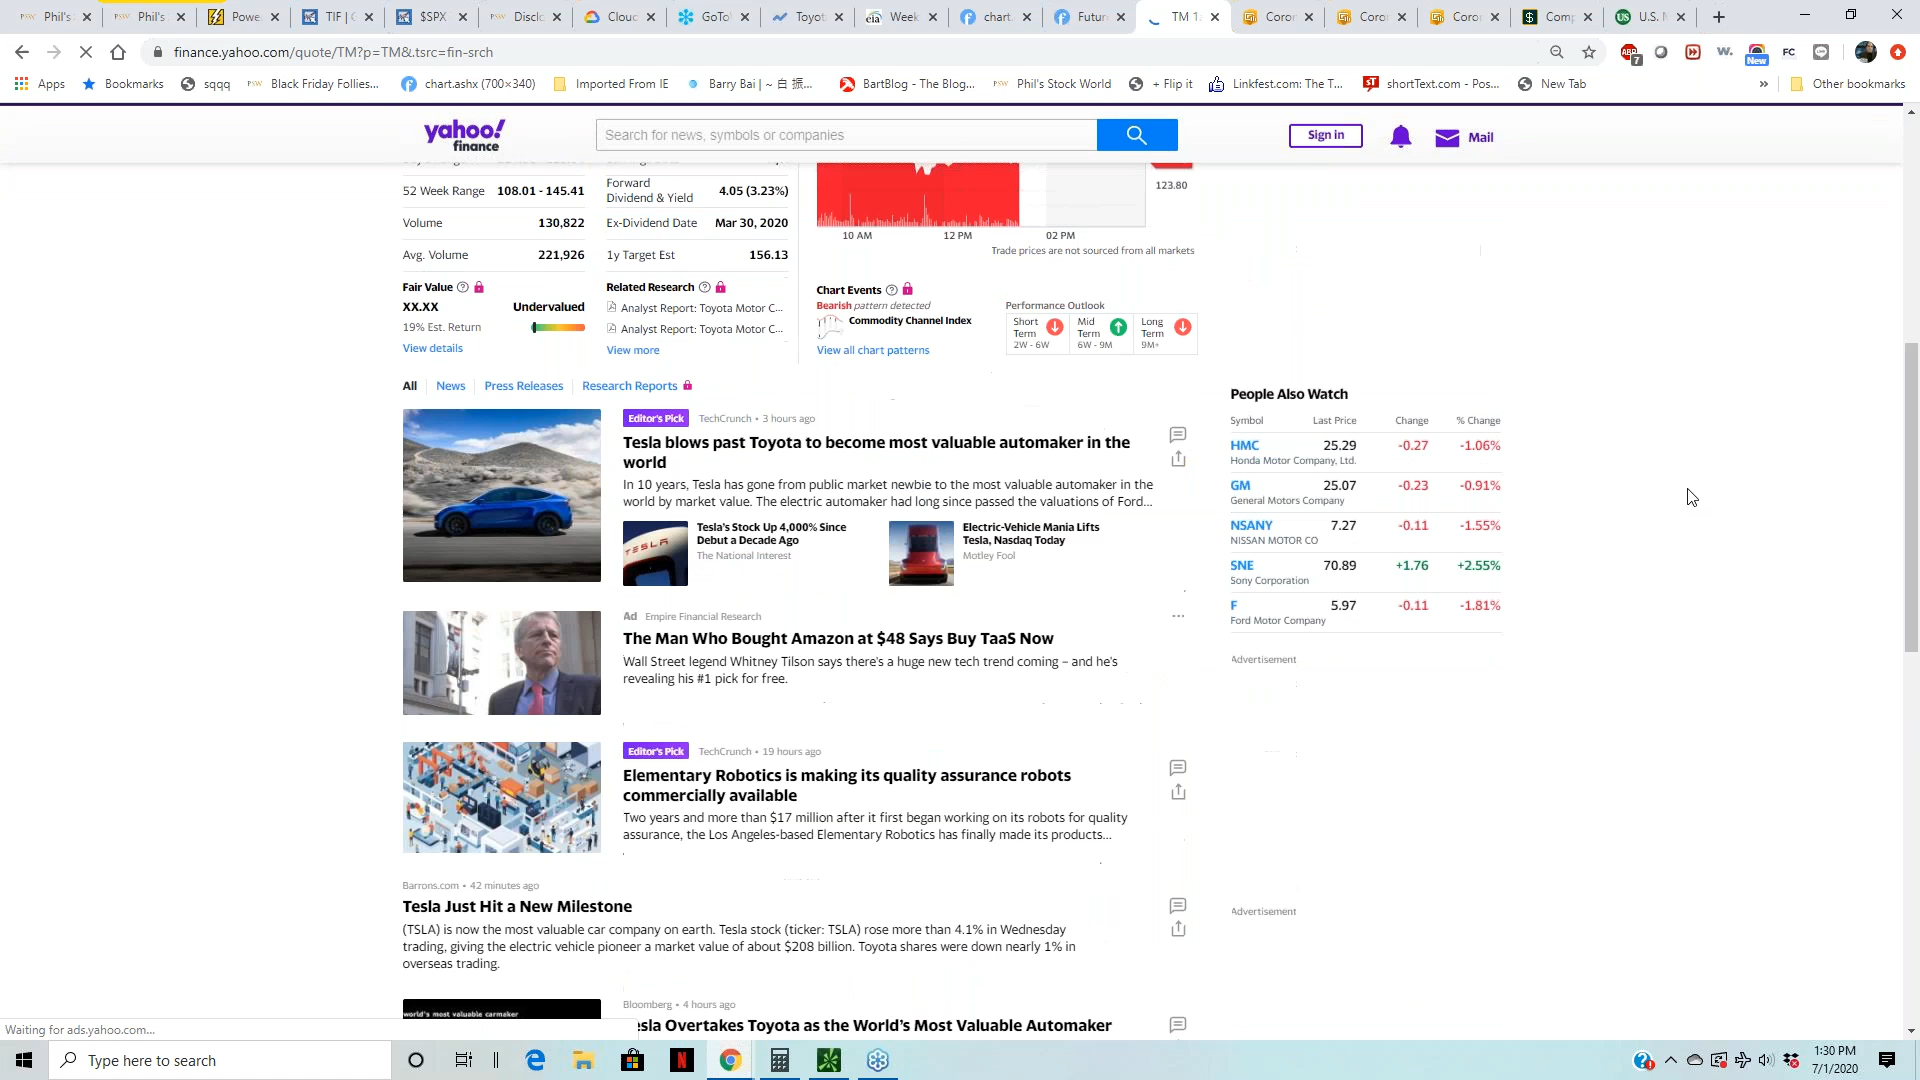 Phil's
Phil's
Powe
TIF | C
$SPX
Discl
Cloud
GoTo
Toyot
eia Week
chart.
Futur
TM 1
Coron
Coro
Coro
$ Comp
US U.S. N
finance.yahoo.com/quote/TM?p=TM&.tsrc=fin-srch
ABP 7
W.
New
FC
Apps
Bookmarks
sqqq
PSW Black Friday Follies...
chart.ashx (700×340)
Imported From IE
Barry Bai | ~ 白 振...
BartBlog - The Blog...
PSW Phil's Stock World
+ Flip it
Linkfest.com: The T...
sT shortText.com - Pos...
New Tab
»
Other bookmarks
yahoo!
finance
Search for news, symbols or companies
Sign in
Mail
52 Week Range 108.01 - 145.41
Volume 130,822
Avg. Volume 221,926
Forward
Dividend & Yield 4.05 (3.23%)
Ex-Dividend Date Mar 30, 2020
1y Target Est 156.13
123.80
10 AM 12 PM 02 PM
Trade prices are not sourced from all markets
Fair Value
XX.XX Undervalued
19% Est. Return
View details
Related Research
Analyst Report: Toyota Motor C...
Analyst Report: Toyota Motor C...
View more
Chart Events
Bearish pattern detected
Commodity Channel Index
View all chart patterns
Performance Outlook
Short
Term
2W - 6W
Mid
Term
6W - 9M
Long
Term
9M+
All News Press Releases Research Reports
Editor's Pick TechCrunch • 3 hours ago
Tesla blows past Toyota to become most valuable automaker in the
world
In 10 years, Tesla has gone from public market newbie to the most valuable automaker in the
world by market value. The electric automaker had long since passed the valuations of Ford...
TESLA
Tesla's Stock Up 4,000% Since
Debut a Decade Ago
The National Interest
Electric-Vehicle Mania Lifts
Tesla, Nasdaq Today
Motley Fool
Ad Empire Financial Research
The Man Who Bought Amazon at $48 Says Buy TaaS Now
Wall Street legend Whitney Tilson says there's a huge new tech trend coming – and he's
revealing his #1 pick for free.
Editor's Pick TechCrunch • 19 hours ago
Elementary Robotics is making its quality assurance robots
commercially available
Two years and more than $17 million after it first began working on its robots for quality
assurance, the Los Angeles-based Elementary Robotics has finally made its products...
Barrons.com • 42 minutes ago
Tesla Just Hit a New Milestone
(TSLA) is now the most valuable car company on earth. Tesla stock (ticker: TSLA) rose more than 4.1% in Wednesday
trading, giving the electric vehicle pioneer a market value of about $208 billion. Toyota shares were down nearly 1% in
overseas trading.
world's most valuable carmaker
Bloomberg • 4 hours ago
esla Overtakes Toyota as the World's Most Valuable Automaker
People Also Watch
Symbol Last Price Change % Change
HMC 25.29 -0.27 -1.06%
Honda Motor Company, Ltd.
GM 25.07 -0.23 -0.91%
General Motors Company
NSANY 7.27 -0.11 -1.55%
NISSAN MOTOR CO
SNE 70.89 +1.76 +2.55%
Sony Corporation
F 5.97 -0.11 -1.81%
Ford Motor Company
Advertisement
Advertisement
Waiting for ads.yahoo.com...
Type here to search
1:30 PM
7/1/2020